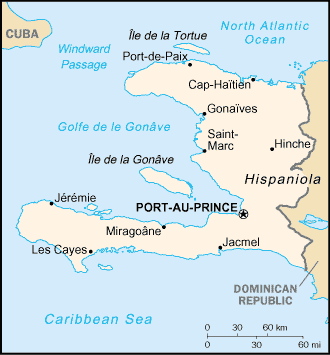 CUBA
Île de la Tortue
North Atlantic
Ocean
Windward
Passage
Port-de-Paix
Cap-Haïtien
Gonaïves
Golfe de la Gonâve
Saint-
Marc
Hinche
Île de la Gonâve
Hispaniola
Jérémie
PORT-AU-PRINCE
Miragoâne
Les Cayes
Jacmel
DOMINICAN
REPUBLIC
Caribbean Sea
0 30 60 km
0 30 60 mi